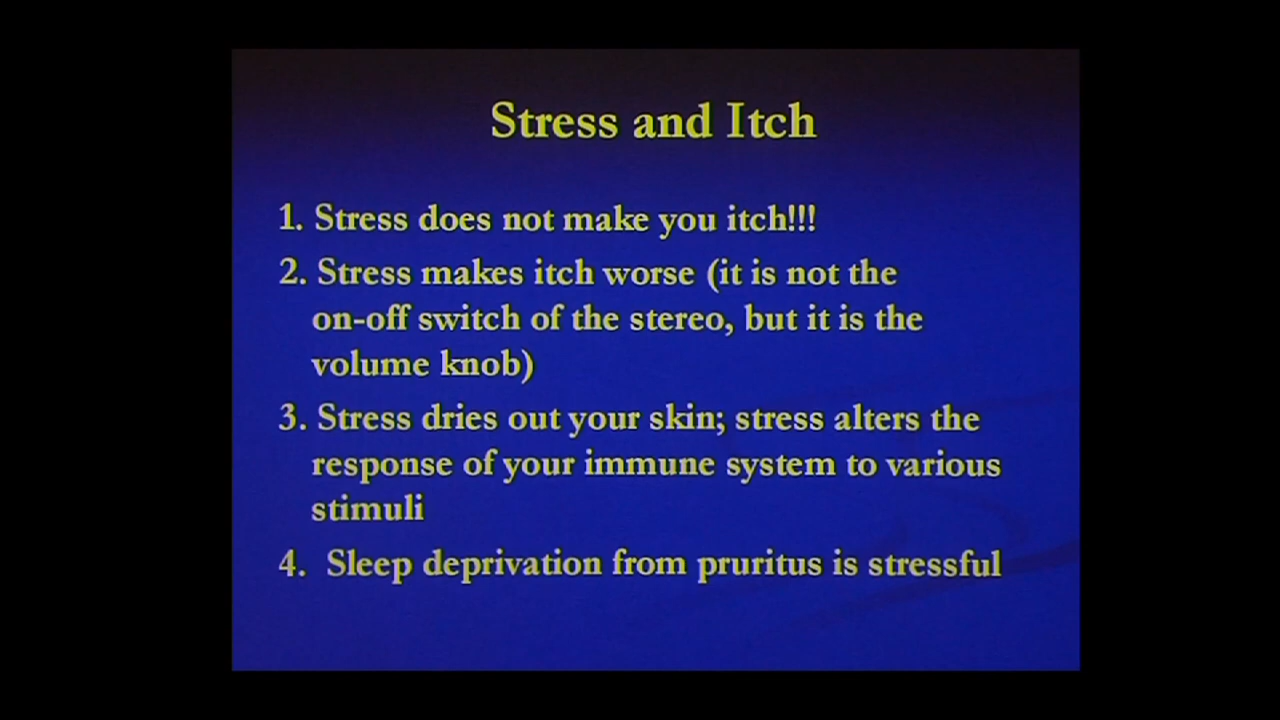 Stress and Itch
1. Stress does not make you itch!!!
2. Stress makes itch worse (it is not the
on-off switch of the stereo, but it is the
volume knob)
3. Stress dries out your skin; stress alters the
response of your immune system to various
stimuli
4. Sleep deprivation from pruritus is stressful